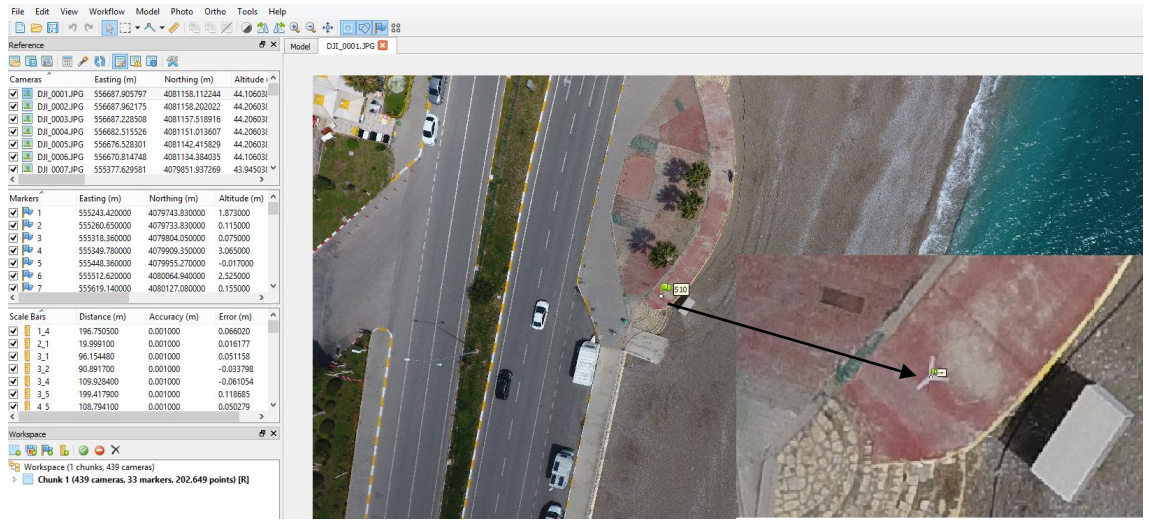 File Edit View Workflow Model Photo Ortho Tools Help
Reference
Model DJI_0001.JPG
Cameras Easting (m) Northing (m) Altitude (
DJI_0001.JPG 556687.905797 4081158.112244 44.10603
DJI_0002.JPG 556687.962175 4081158.202022 44.20603
DJI_0003.JPG 556687.228508 4081157.518916 44.20603
DJI_0004.JPG 556682.515526 4081151.013607 44.20603
DJI_0005.JPG 556676.528301 4081142.415829 44.20603
DJI_0006.JPG 556670.814748 4081134.384035 44.10603
DJI_0007.JPG 555377.629581 4079851.937269 43.94503
Markers Easting (m) Northing (m) Altitude (m)
1 555243.420000 4079743.830000 1.873000
2 555260.650000 4079733.830000 0.115000
3 555318.360000 4079804.050000 0.075000
4 555349.780000 4079909.350000 3.065000
5 555448.360000 4079955.270000 -0.017000
6 555512.620000 4080064.940000 2.525000
7 555619.140000 4080127.080000 0.155000
Scale Bars Distance (m) Accuracy (m) Error (m)
1_4 196.750500 0.001000 0.066020
2_1 19.999100 0.001000 0.016177
3_1 96.154480 0.001000 0.051158
3_2 90.891700 0.001000 -0.033798
3_4 109.928400 0.001000 -0.061054
3_5 199.417900 0.001000 0.118685
4_5 108.794100 0.001000 0.050279
Workspace
Workspace (1 chunks, 439 cameras)
Chunk 1 (439 cameras, 33 markers, 202,649 points) [R]
510